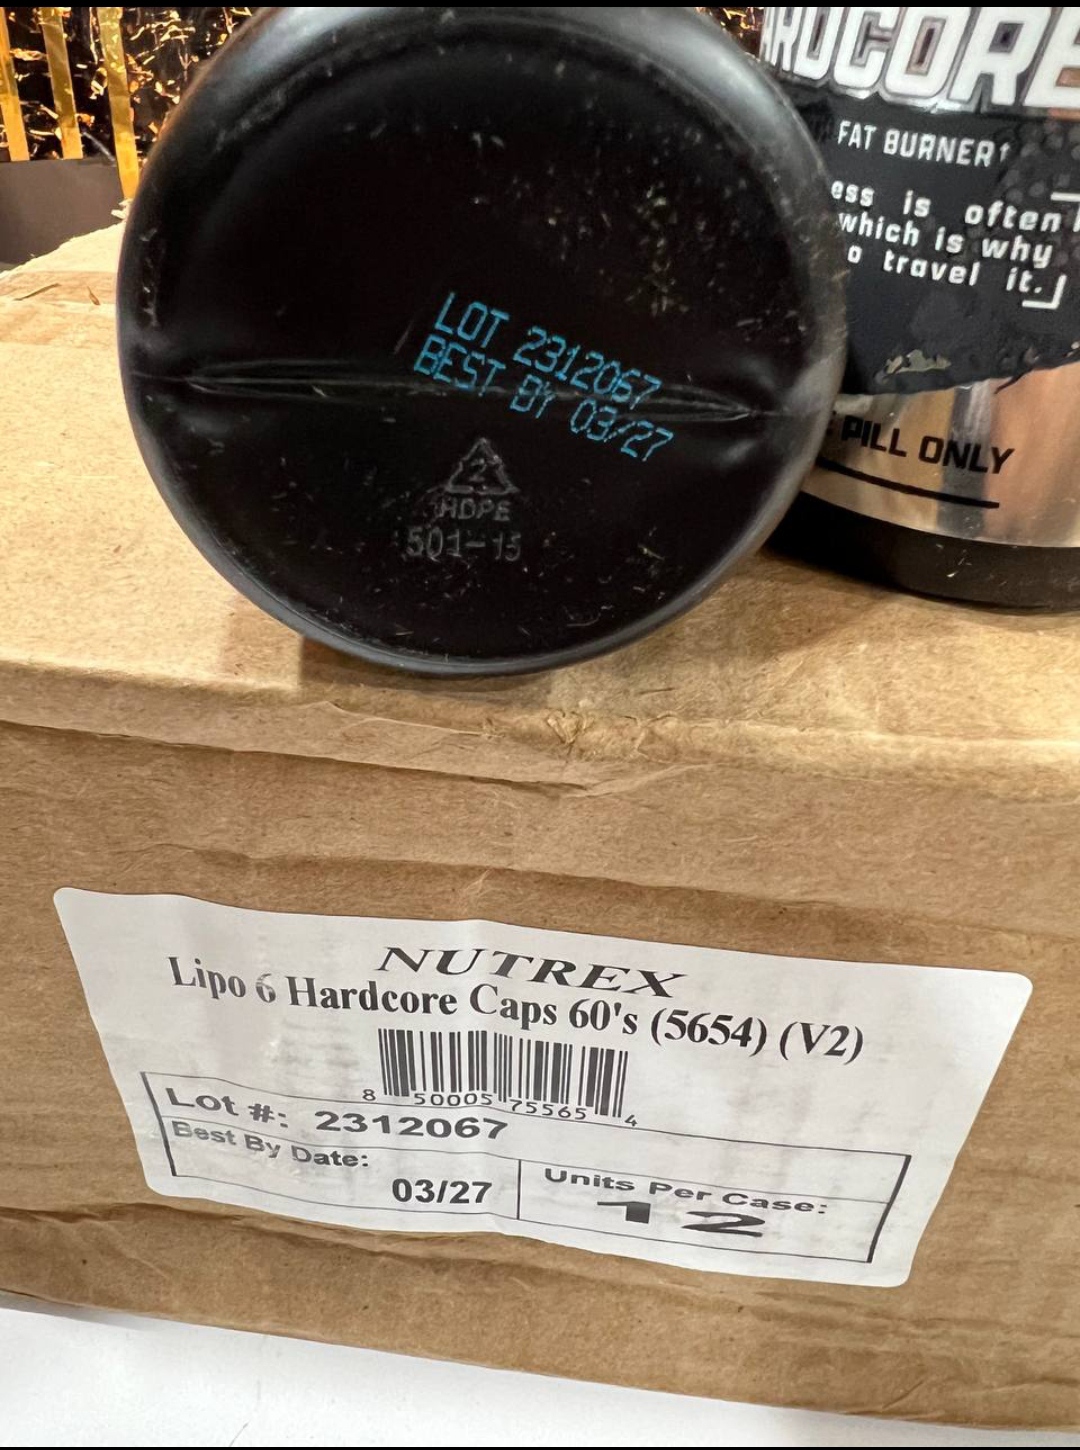 HARDCORE
FAT BURNER†
ess is often
which is why
o travel it.
PILL ONLY
LOT 2312067
BEST BY 03/27
2
HDPE
501-15
NUTREX
Lipo 6 Hardcore Caps 60's (5654) (V2)
8 50005 75565 4
Lot #: 2312067
Best By Date:
03/27
Units Per Case:
12